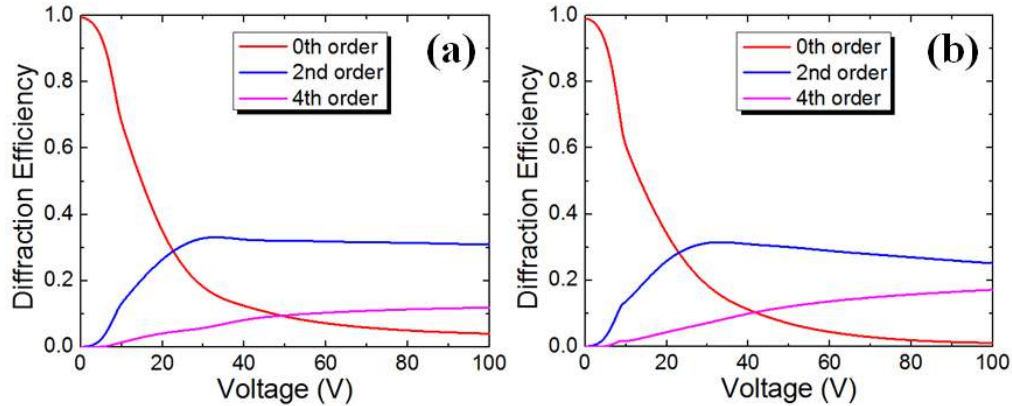 1.0
0.8
0.6
0.4
0.2
0.0
Diffraction Efficiency
0th order
2nd order
4th order
(a)
0 20 40 60 80 100
Voltage (V)
1.0
0.8
0.6
0.4
0.2
0.0
Diffraction Efficiency
0th order
2nd order
4th order
(b)
0 20 40 60 80 100
Voltage (V)